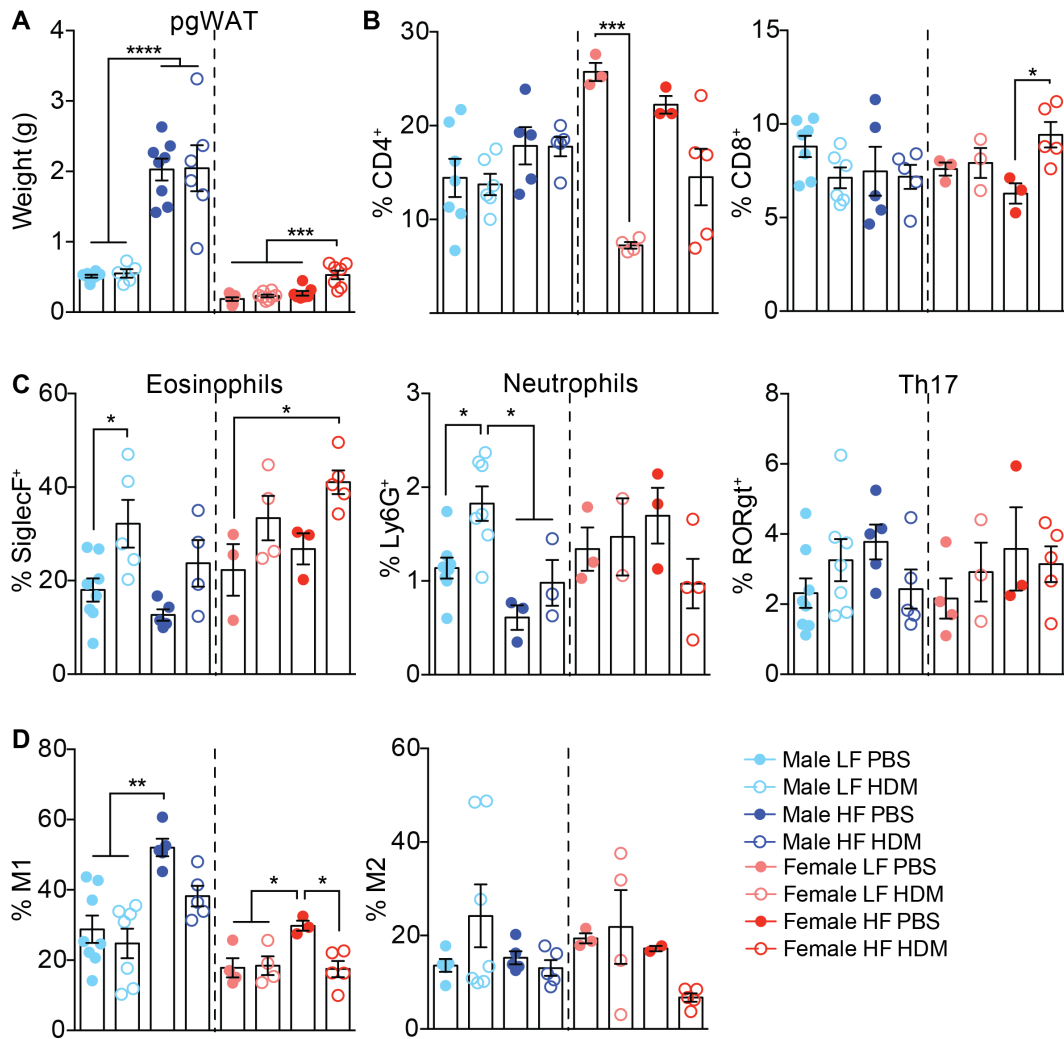 A
pgWAT
Weight (g)
4
3
2
1
0
****
***
B
% CD4+
30
20
10
***
% CD8+
15
10
5
0
*
C
Eosinophils
% SiglecF+
60
40
20
0
*
*
Neutrophils
% Ly6G+
3
2
1
0
*
*
Th17
% RORgt+
8
6
4
2
0
D
% M1
80
60
40
20
0
**
*
*
% M2
60
40
20
0
Male LF PBS
Male LF HDM
Male HF PBS
Male HF HDM
Female LF PBS
Female LF HDM
Female HF PBS
Female HF HDM